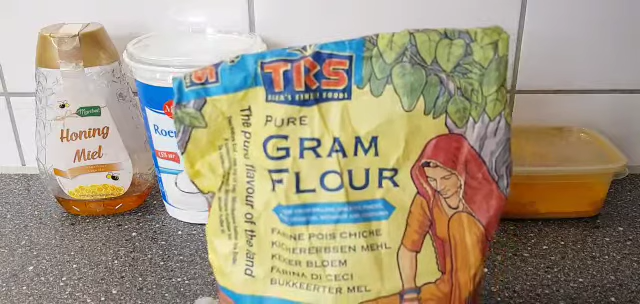 Honing
Miel
Roer
TRS
ASIA'S FINEST FOODS
PURE
GRAM
FLOUR
The pure flavour of the land
FARINE POIS CHICHE
KICHERERBSEN MEHL
KEKER BLOEM
FARINA DI CECI
BUKKEERTER MEL